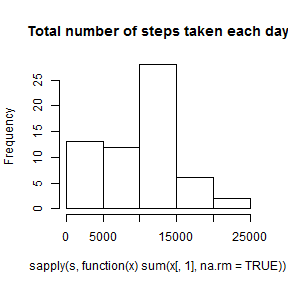 Total number of steps taken each day
Frequency
25
20
15
10
5
0
0 5000 15000 25000
sapply(s, function(x) sum(x[, 1], na.rm = TRUE))